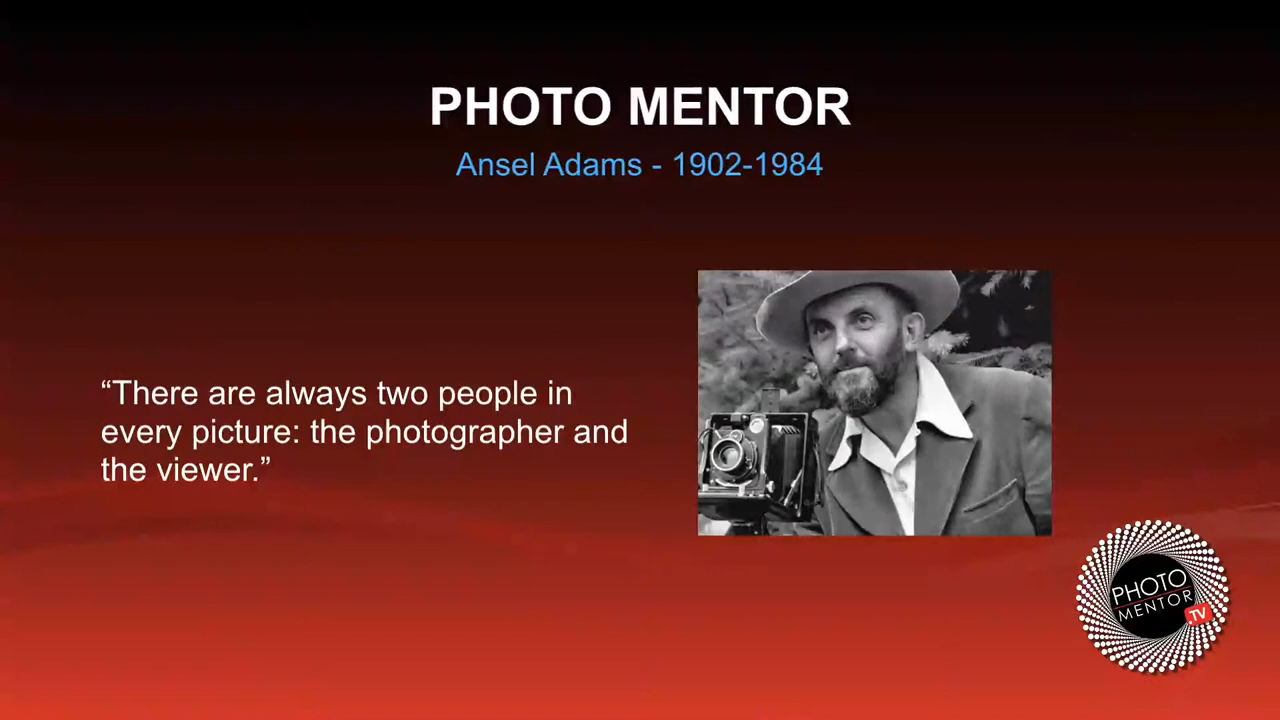 PHOTO MENTOR
Ansel Adams - 1902-1984
“There are always two people in
every picture: the photographer and
the viewer.”
PHOTO
MENTOR
.TV